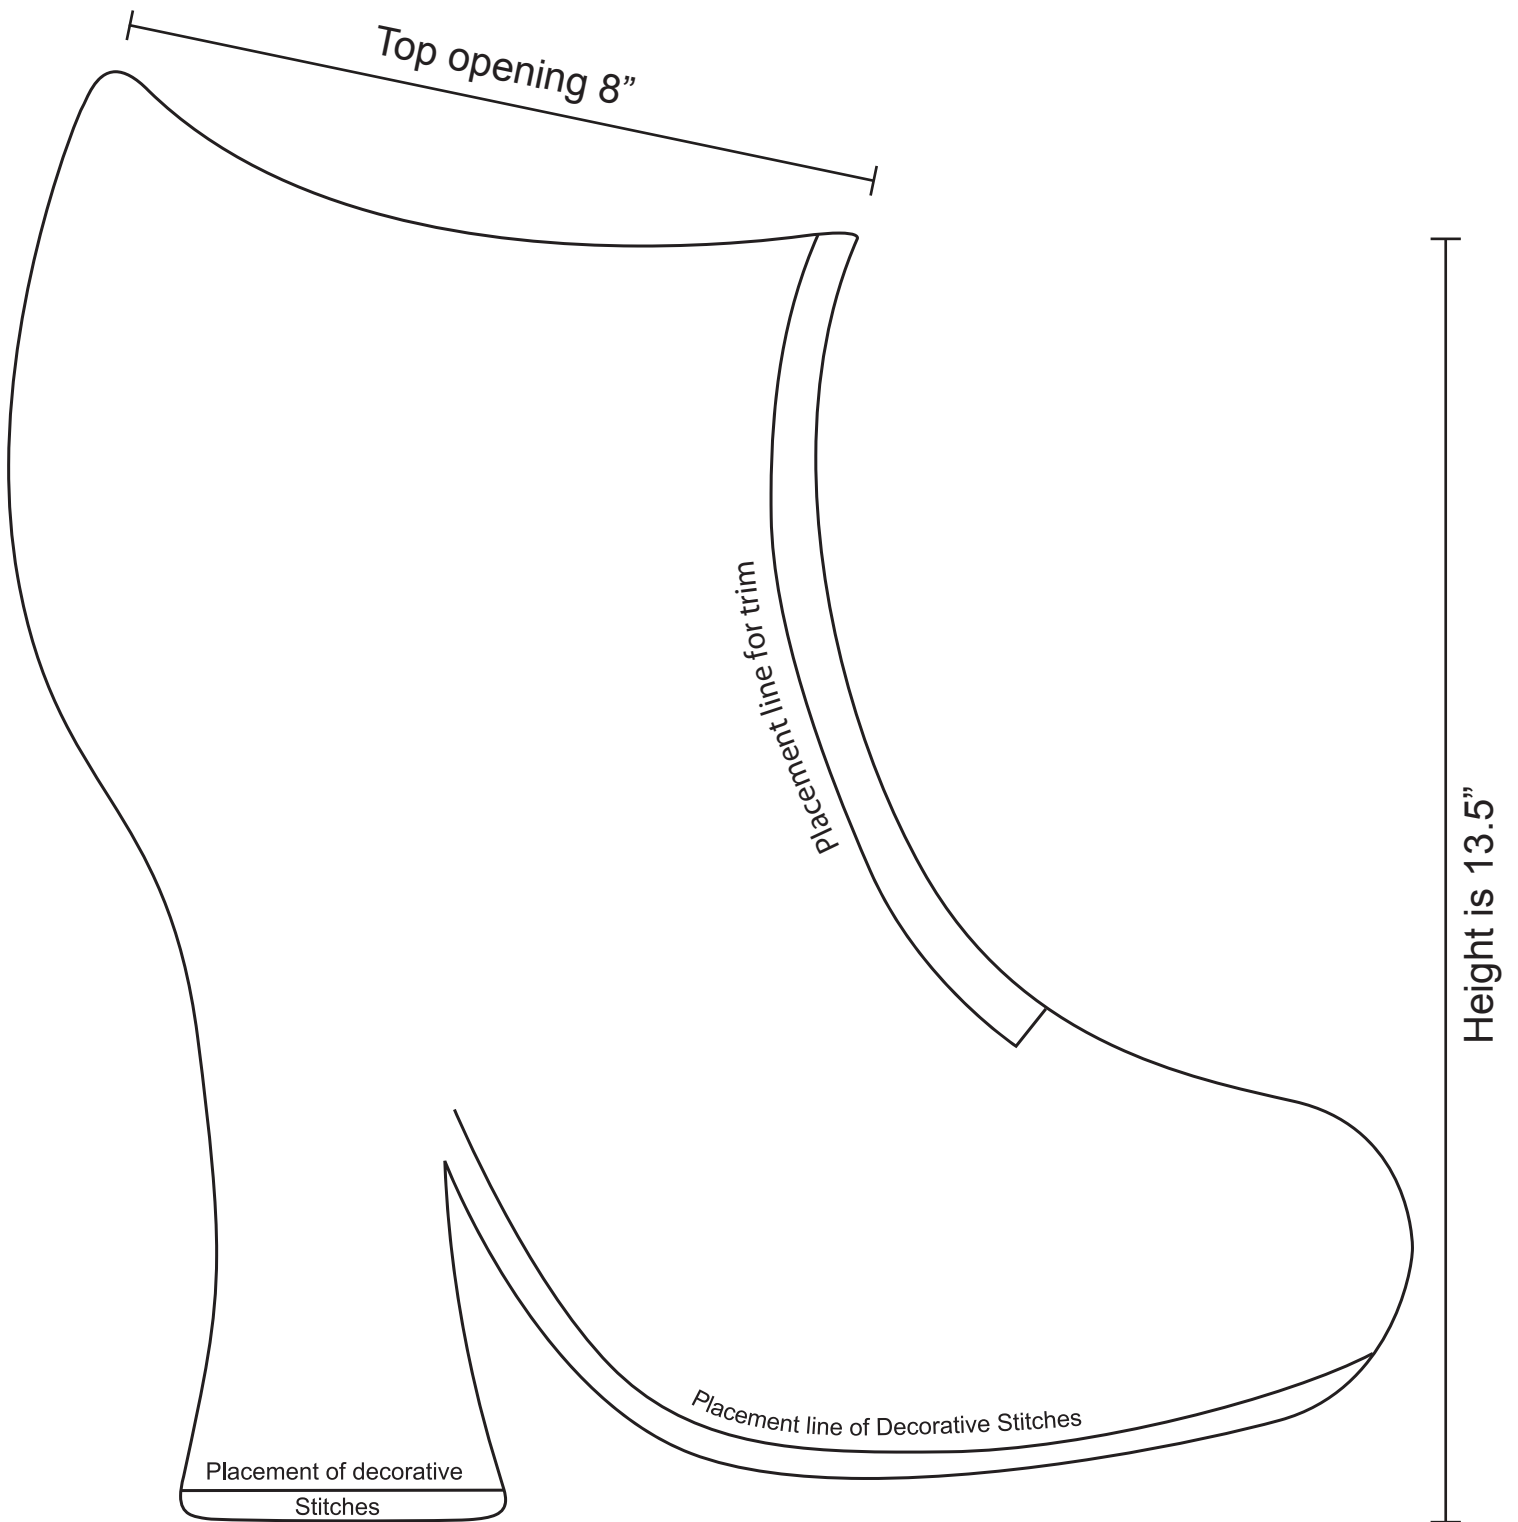 Top opening 8”
Placement line for trim
Height is 13.5”
Placement line of Decorative Stitches
Placement of decorative
Stitches